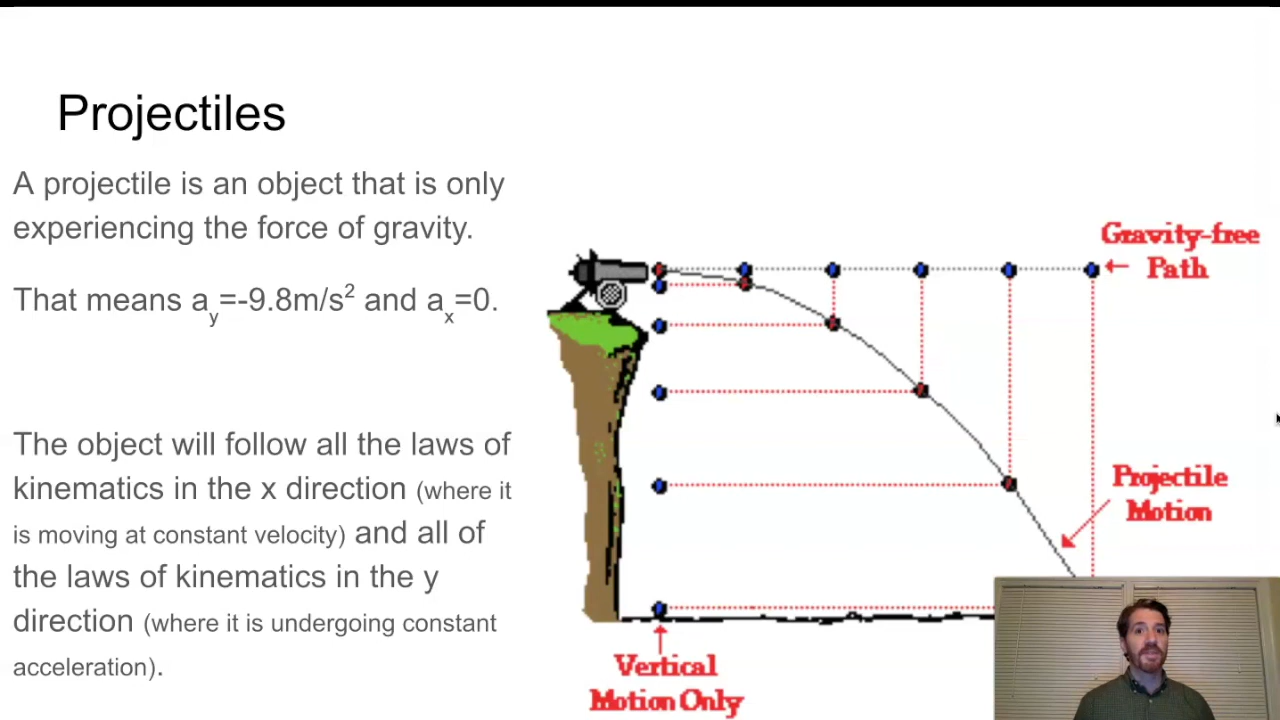 Projectiles
A projectile is an object that is only
experiencing the force of gravity.
That means a_y=-9.8m/s² and a_x=0.
The object will follow all the laws of
kinematics in the x direction (where it
is moving at constant velocity) and all of
the laws of kinematics in the y
direction (where it is undergoing constant
acceleration).
Gravity-free
← Path
Projectile
Motion
Vertical
Motion Only